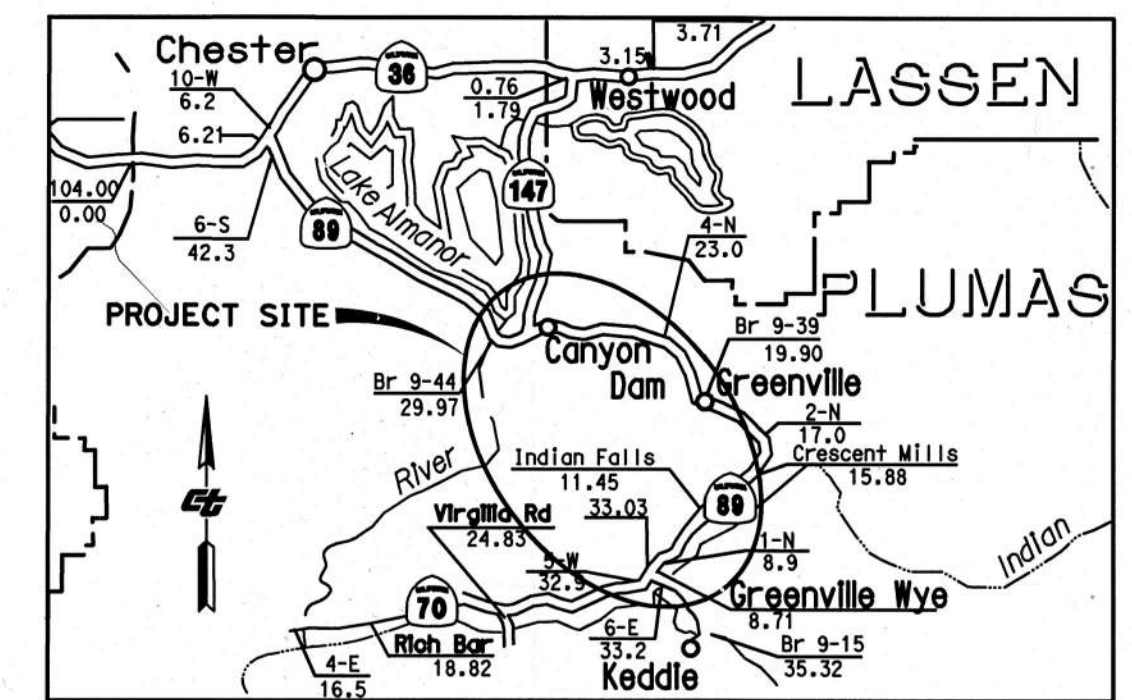 3.71
Chester
36
3.15
LASSEN
10-W
6.2
0.76
1.79
Westwood
6.21
147
Lake Almanor
104.00
0.00
6-S
42.3
89
4-N
23.0
PLUMAS
PROJECT SITE
Br 9-39
19.90
Canyon
Dam
Greenville
Br 9-44
29.97
2-N
17.0
River
Indian Falls
11.45
Crescent Mills
15.88
89
33.03
Virgilia Rd
24.83
Indian
1-N
8.9
5-W
32.9
Greenville Wye
8.71
70
Rich Bar
18.82
6-E
33.2
Br 9-15
35.32
4-E
16.5
Keddie